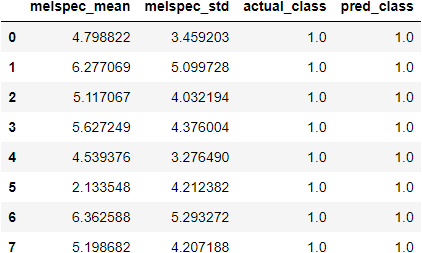 melspec_mean melspec_std actual_class pred_class
0 4.798822 3.459203 1.0 1.0
1 6.277069 5.099728 1.0 1.0
2 5.117067 4.032194 1.0 1.0
3 5.627249 4.376004 1.0 1.0
4 4.539376 3.276490 1.0 1.0
5 2.133548 4.212382 1.0 1.0
6 6.362588 5.293272 1.0 1.0
7 5.198682 4.207188 1.0 1.0